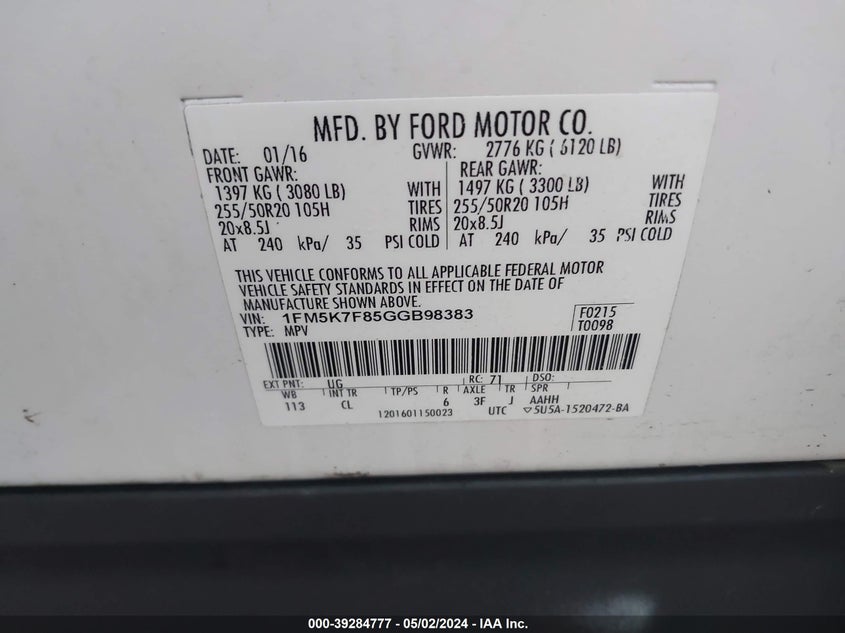 MFD. BY FORD MOTOR CO.
DATE: 01/16 GVWR: 2776 KG ( 6120 LB)
FRONT GAWR: REAR GAWR:
1397 KG ( 3080 LB) WITH 1497 KG ( 3300 LB) WITH
255/50R20 105H TIRES 255/50R20 105H TIRES
20x8.5J RIMS 20x8.5J RIMS
AT 240 kPa/ 35 PSI COLD AT 240 kPa/ 35 PSI COLD
THIS VEHICLE CONFORMS TO ALL APPLICABLE FEDERAL MOTOR
VEHICLE SAFETY STANDARDS IN EFFECT ON THE DATE OF
MANUFACTURE SHOWN ABOVE.
VIN: 1FM5K7F85GGB98383 F0215
TYPE: MPV T0098
EXT PNT: UG RC: 71 DSO:
WB INT TR TP/PS R AXLE TR SPR
113 CL 6 3F J AAHH
1201601150023 UTC ▽5U5A-1520472-BA
000-39284777 - 05/02/2024 - IAAI Inc.